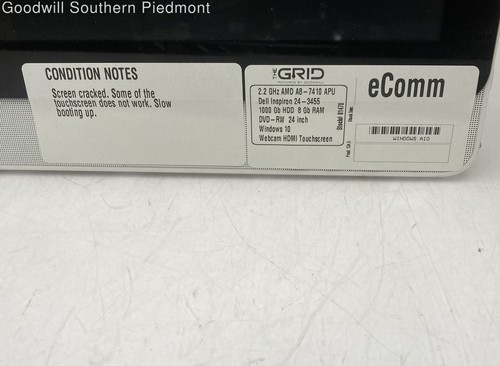 Goodwill Southern Piedmont
CONDITION NOTES
Screen cracked. Some of the
touchscreen does not work. Slow
booting up.
THE GRID
2.2 GHz AMD A8-7410 APU
Dell Inspiron 24-3455
1000 Gb HDD 8 Gb RAM
DVD-RW 24 inch
Windows 10
Webcam HDMI Touchscreen
eComm
WINDOWS AIO